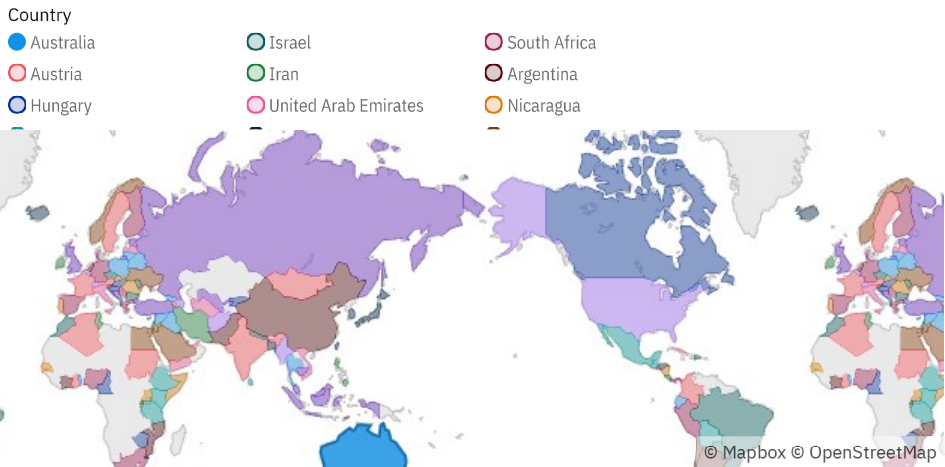 Country
Australia
Israel
South Africa
Austria
Iran
Argentina
Hungary
United Arab Emirates
Nicaragua
© Mapbox © OpenStreetMap